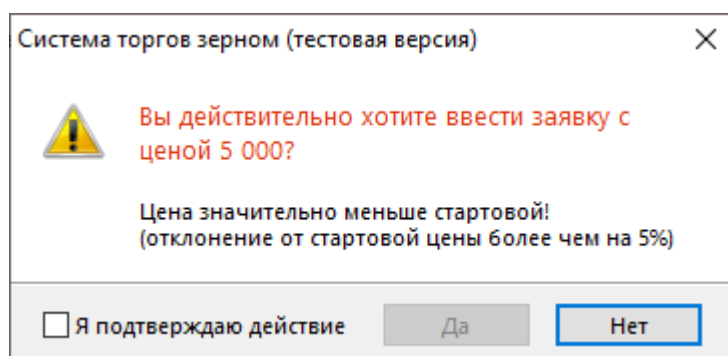 Система торгов зерном (тестовая версия)
Вы действительно хотите ввести заявку с
ценой 5 000?
Цена значительно меньше стартовой!
(отклонение от стартовой цены более чем на 5%)
Я подтверждаю действие Да Нет